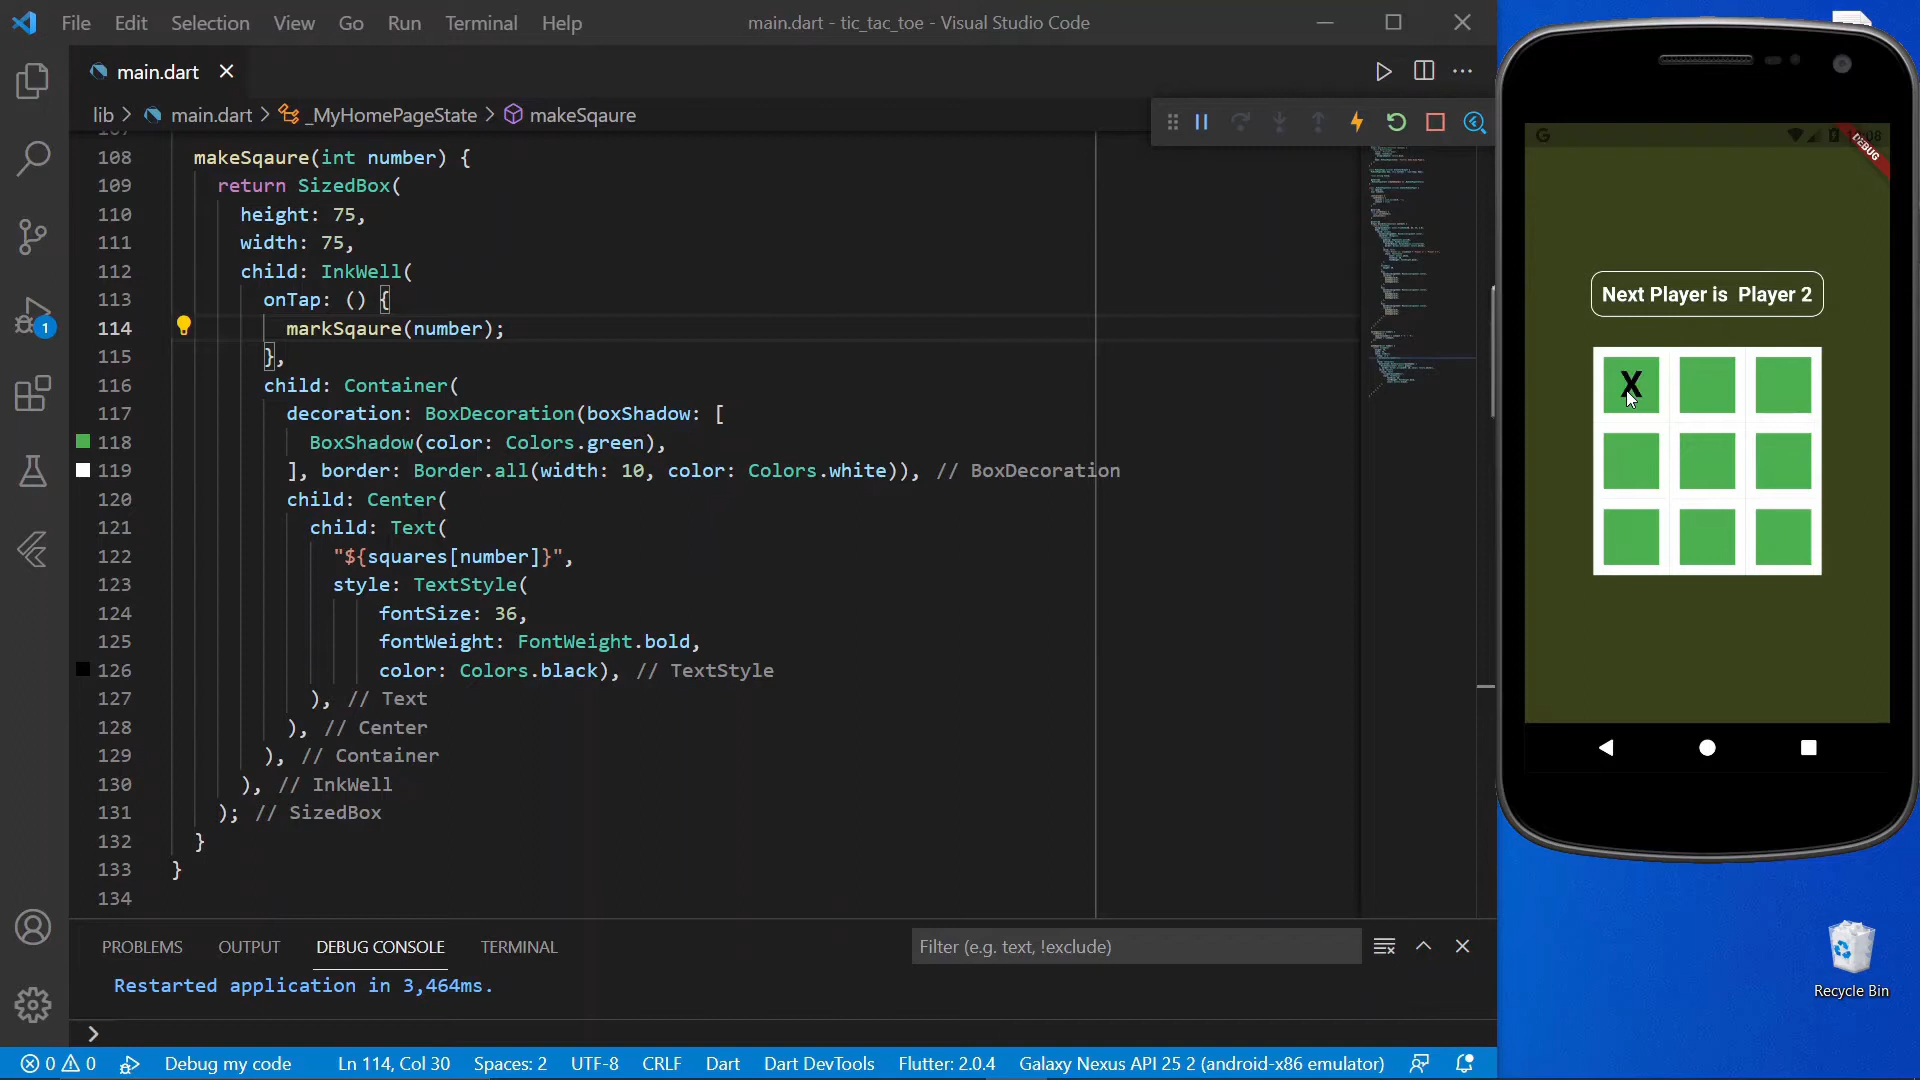 File Edit Selection View Go Run Terminal Help
main.dart - tic_tac_toe - Visual Studio Code
main.dart
lib > main.dart > _MyHomePageState > makeSqaure
108 makeSqaure(int number) {
109 return SizedBox(
110 height: 75,
111 width: 75,
112 child: InkWell(
113 onTap: () {
114 markSqaure(number);
115 },
116 child: Container(
117 decoration: BoxDecoration(boxShadow: [
118 BoxShadow(color: Colors.green),
119 ], border: Border.all(width: 10, color: Colors.white)), // BoxDecoration
120 child: Center(
121 child: Text(
122 "${squares[number]}",
123 style: TextStyle(
124 fontSize: 36,
125 fontWeight: FontWeight.bold,
126 color: Colors.black), // TextStyle
127 ), // Text
128 ), // Center
129 ), // Container
130 ), // InkWell
131 ); // SizedBox
132 }
133 }
134
1
PROBLEMS OUTPUT DEBUG CONSOLE TERMINAL
Filter (e.g. text, !exclude)
Restarted application in 3,464ms.
>
0 0 Debug my code Ln 114, Col 30 Spaces: 2 UTF-8 CRLF Dart Dart DevTools Flutter: 2.0.4 Galaxy Nexus API 25 2 (android-x86 emulator)
G
DEBUG
Next Player is Player 2
X
Recycle Bin